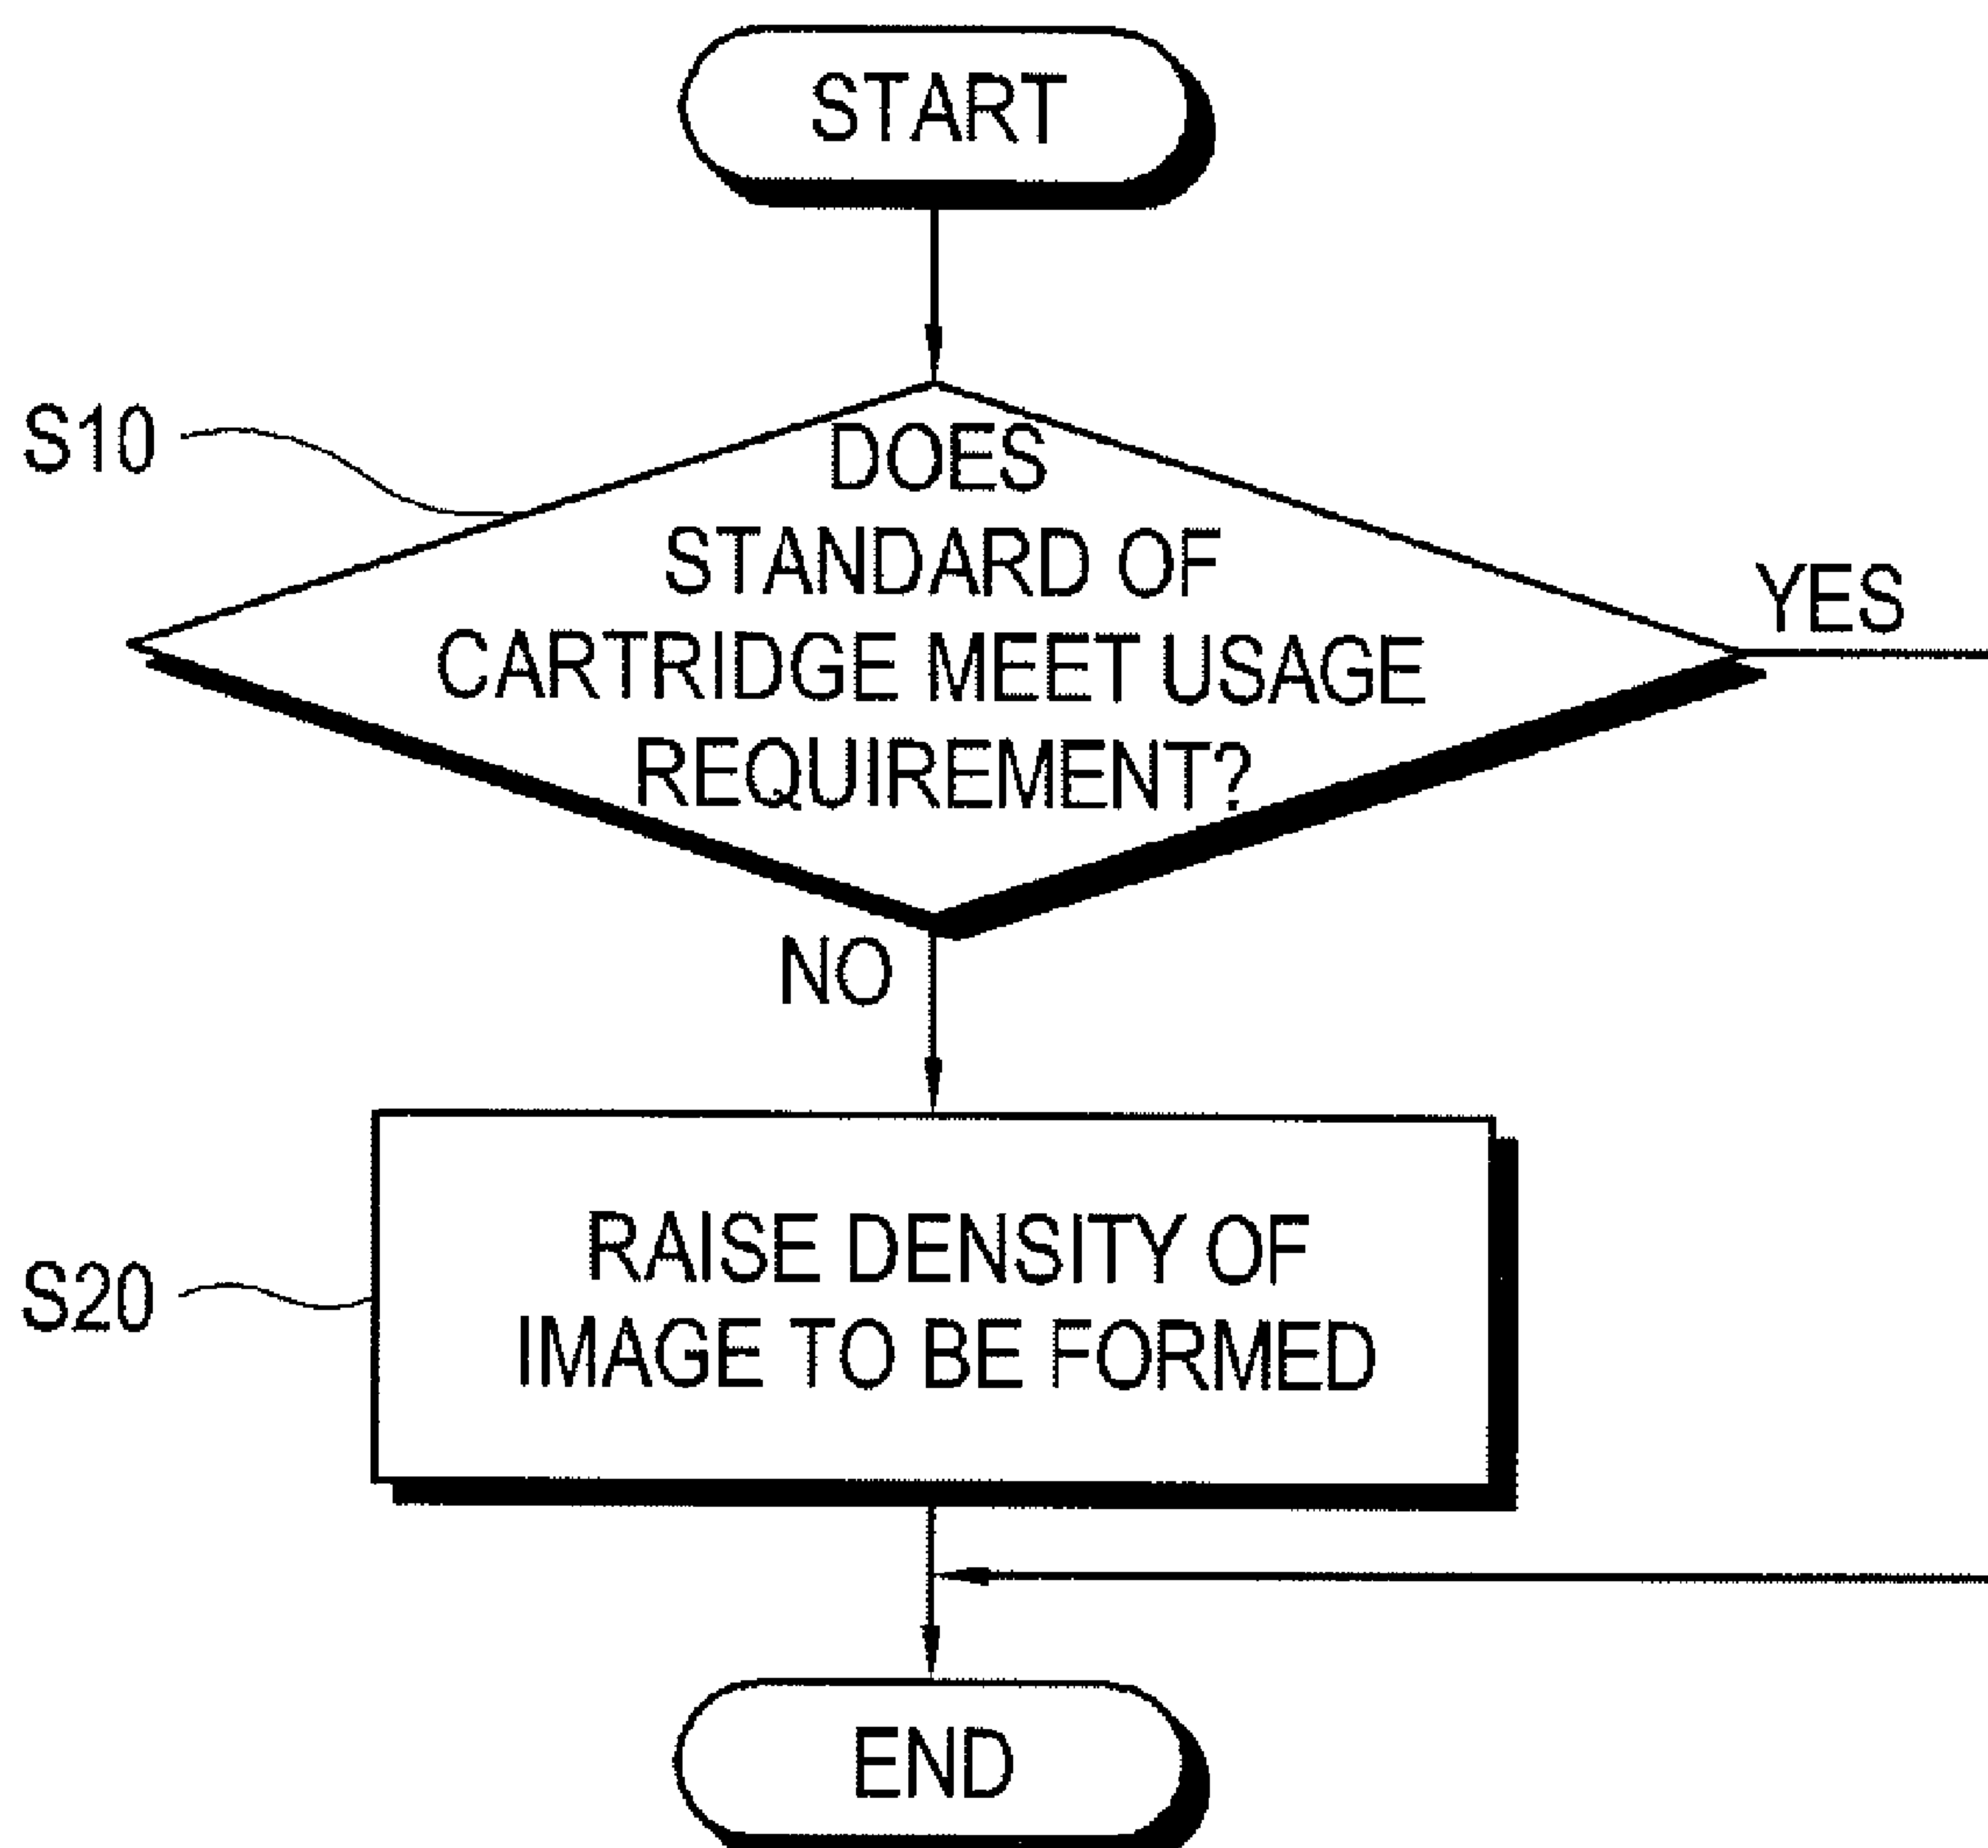 START
S10
DOES
STANDARD OF
CARTRIDGE MEET USAGE
REQUIREMENT?
YES
NO
S20
RAISE DENSITY OF
IMAGE TO BE FORMED
END